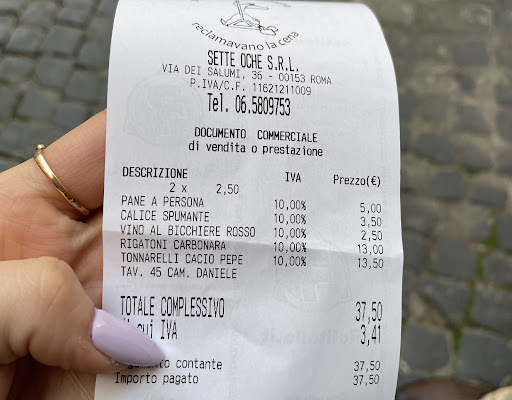 reclamavano la cena
SETTE OCHE S.R.L.
VIA DEI SALUMI, 36 - 00153 ROMA
P.IVA/C.F. 11621211009
Tel. 06.5809753
DOCUMENTO COMMERCIALE
di vendita o prestazione
DESCRIZIONE IVA Prezzo(€)
2 x 2,50
PANE A PERSONA 10,00% 5,00
CALICE SPUMANTE 10,00% 3,50
VINO AL BICCHIERE ROSSO 10,00% 2,50
RIGATONI CARBONARA 10,00% 13,00
TONNARELLI CACIO PEPE 10,00% 13,50
TAV. 45 CAM. DANIELE
TOTALE COMPLESSIVO 37,50
di cui IVA 3,41
contante 37,50
Importo pagato 37,50